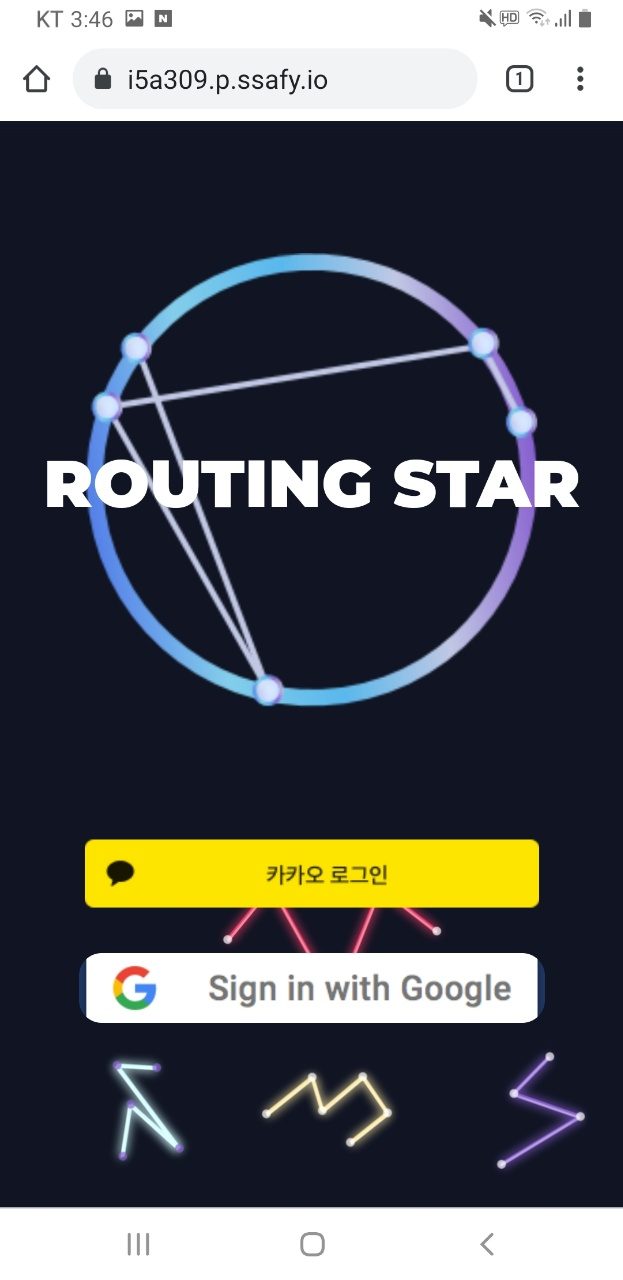 KT 3:46 N HD
i5a309.p.ssafy.io 1
ROUTING STAR
카카오 로그인
G Sign in with Google